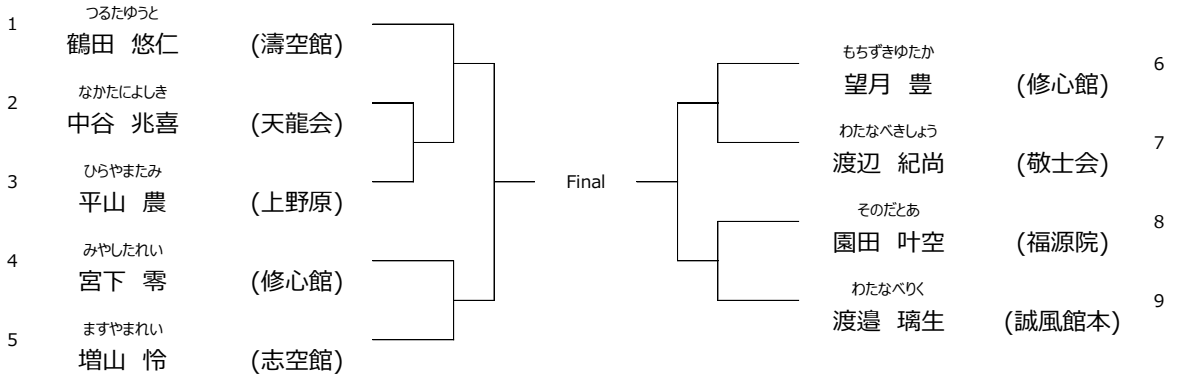 1
つるたゆうと
鶴田 悠仁 (濤空館)
2
なかたによしき
中谷 兆喜 (天龍会)
3
ひらやまたみ
平山 農 (上野原)
4
みやしたれい
宮下 零 (修心館)
5
ますやまれい
増山 怜 (志空館)
Final
もちずきゆたか
6
望月 豊 (修心館)
わたなべきしょう
7
渡辺 紀尚 (敬士会)
そのだとあ
8
園田 叶空 (福源院)
わたなべりく
9
渡邉 璃生 (誠風館本)